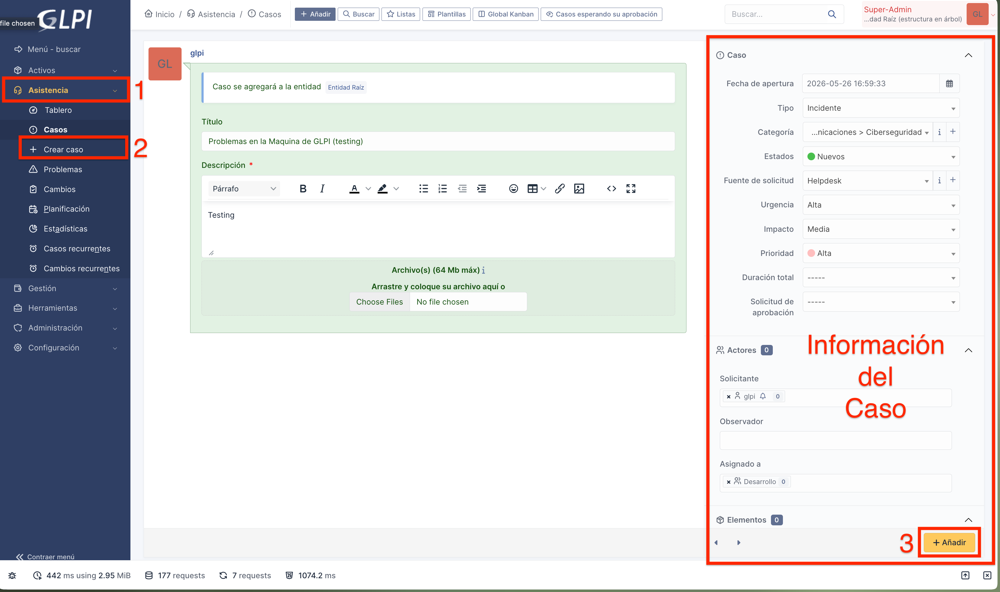 file chosen
GLPI
Menú - buscar
Activos
Asistencia
1
Tablero
Casos
Crear caso
2
Problemas
Cambios
Planificación
Estadísticas
Casos recurrentes
Cambios recurrentes
Gestión
Herramientas
Administración
Configuración
Contraer menú
Inicio / Asistencia / Casos
+ Añadir
Buscar
Listas
Plantillas
Global Kanban
Casos esperando su aprobación
Buscar...
Super-Admin
...dad Raíz (estructura en árbol)
GL
GL
glpi
Caso se agregará a la entidad Entidad Raíz
Título
Problemas en la Maquina de GLPI (testing)
Descripción *
Párrafo
Testing
Archivo(s) (64 Mb máx)
Arrastre y coloque su archivo aquí o
Choose Files No file chosen
Caso
Fecha de apertura 2026-05-26 16:59:33
Tipo Incidente
Categoría ...nicaciones > Ciberseguridad
Estados Nuevos
Fuente de solicitud Helpdesk
Urgencia Alta
Impacto Media
Prioridad Alta
Duración total -----
Solicitud de aprobación -----
Información
del
Caso
Actores 0
Solicitante
× glpi 0
Observador
Asignado a
× Desarrollo 0
Elementos 0
3
+ Añadir
442 ms using 2.95 MiB
177 requests
7 requests
1074.2 ms